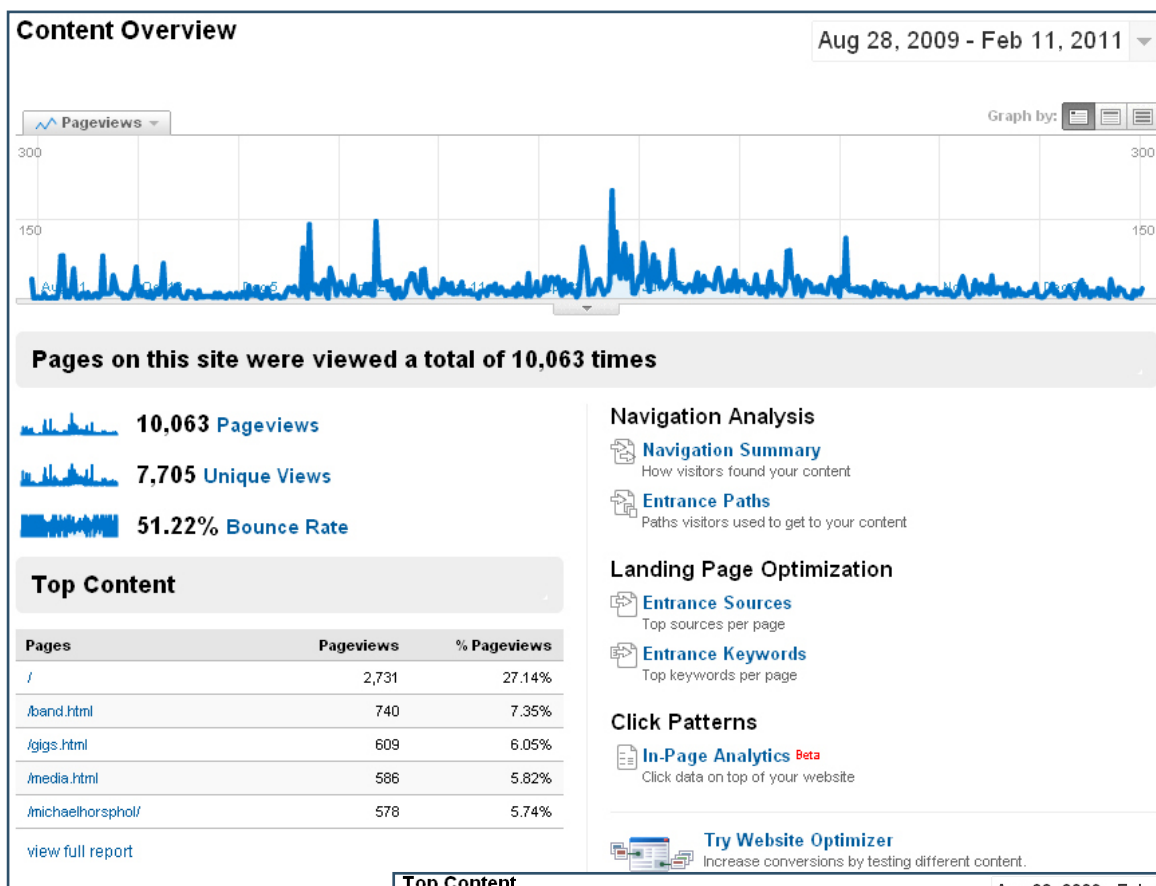 Content Overview
Aug 28, 2009 - Feb 11, 2011
Pageviews
Graph by:
300 300
150 150
Pages on this site were viewed a total of 10,063 times
10,063 Pageviews
7,705 Unique Views
51.22% Bounce Rate
Top Content
Pages Pageviews % Pageviews
/ 2,731 27.14%
/band.html 740 7.35%
/gigs.html 609 6.05%
/media.html 586 5.82%
/michaelhorsphol/ 578 5.74%
view full report
Navigation Analysis
Navigation Summary
How visitors found your content
Entrance Paths
Paths visitors used to get to your content
Landing Page Optimization
Entrance Sources
Top sources per page
Entrance Keywords
Top keywords per page
Click Patterns
In-Page Analytics Beta
Click data on top of your website
Try Website Optimizer
Increase conversions by testing different content.
Top Content